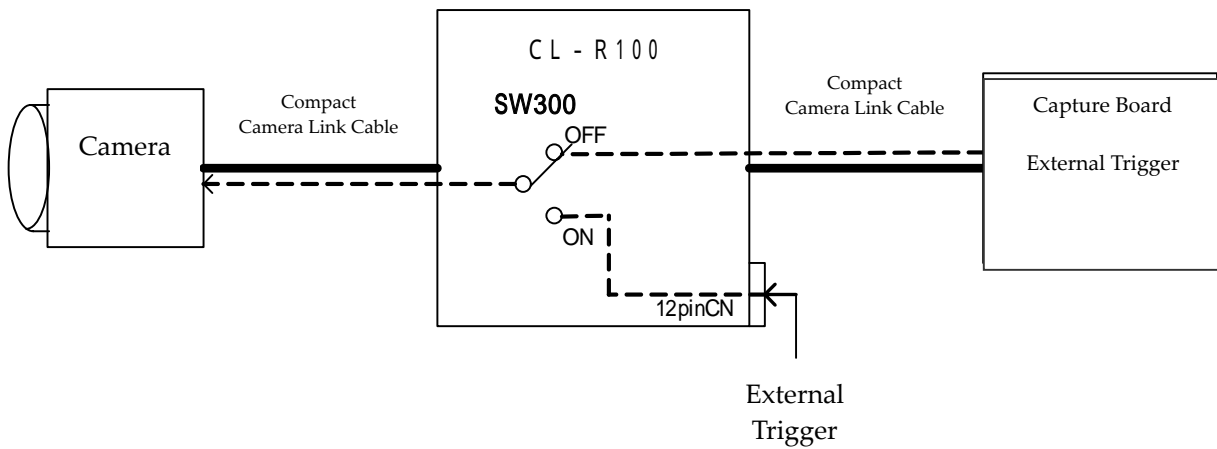 CL - R100
Compact
Camera Link Cable
SW300
Compact
Camera Link Cable
Capture Board
Camera
OFF
External Trigger
ON
12pinCN
External
Trigger